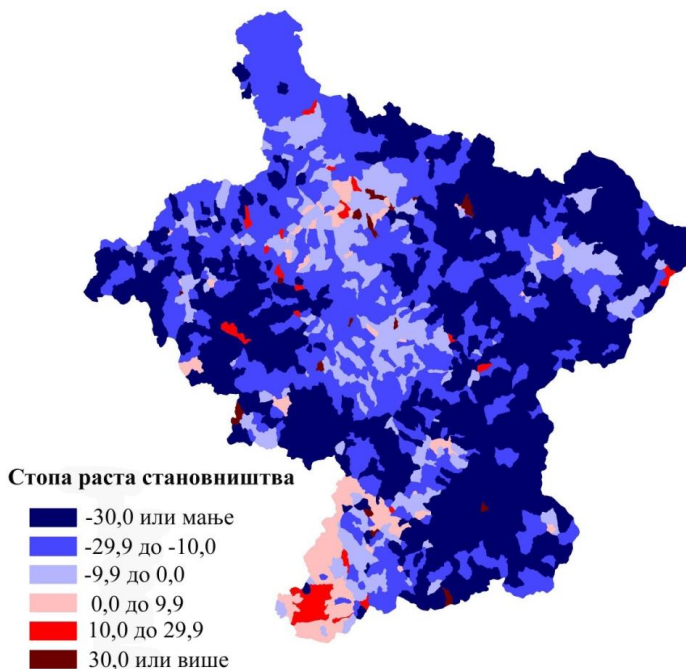 Стопа раста становништва
-30,0 или мање
-29,9 до -10,0
-9,9 до 0,0
0,0 до 9,9
10,0 до 29,9
30,0 или више